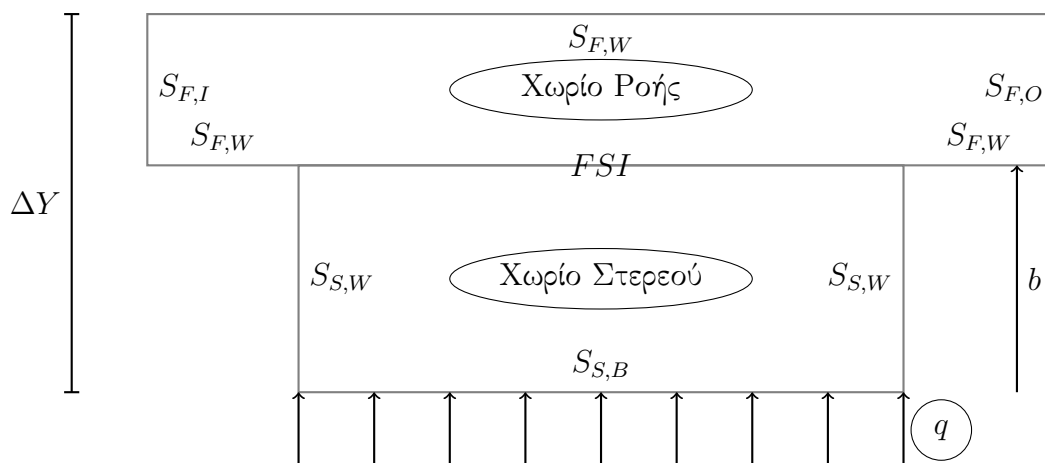 S_{F,W}
Χωρίο Ροής
S_{F,I}
S_{F,O}
S_{F,W}
S_{F,W}
FSI
ΔY
Χωρίο Στερεού
S_{S,W}
S_{S,W}
b
S_{S,B}
q